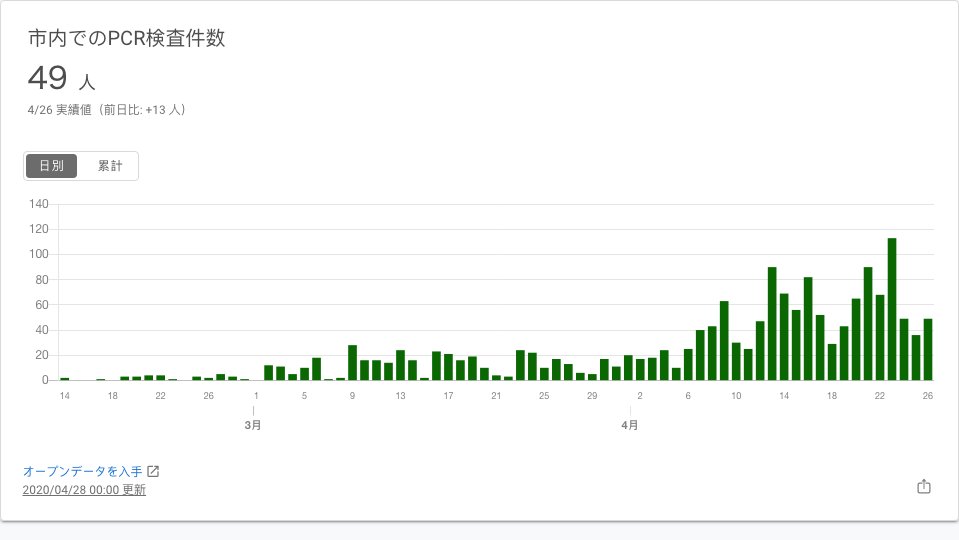 市内でのPCR検査件数
49 人
4/26 実績値（前日比: +13 人）
日別 累計
140
120
100
80
60
40
20
0
14 18 22 26 1 5 9 13 17 21 25 29 2 6 10 14 18 22 26
3月 4月
オープンデータを入手
2020/04/28 00:00 更新